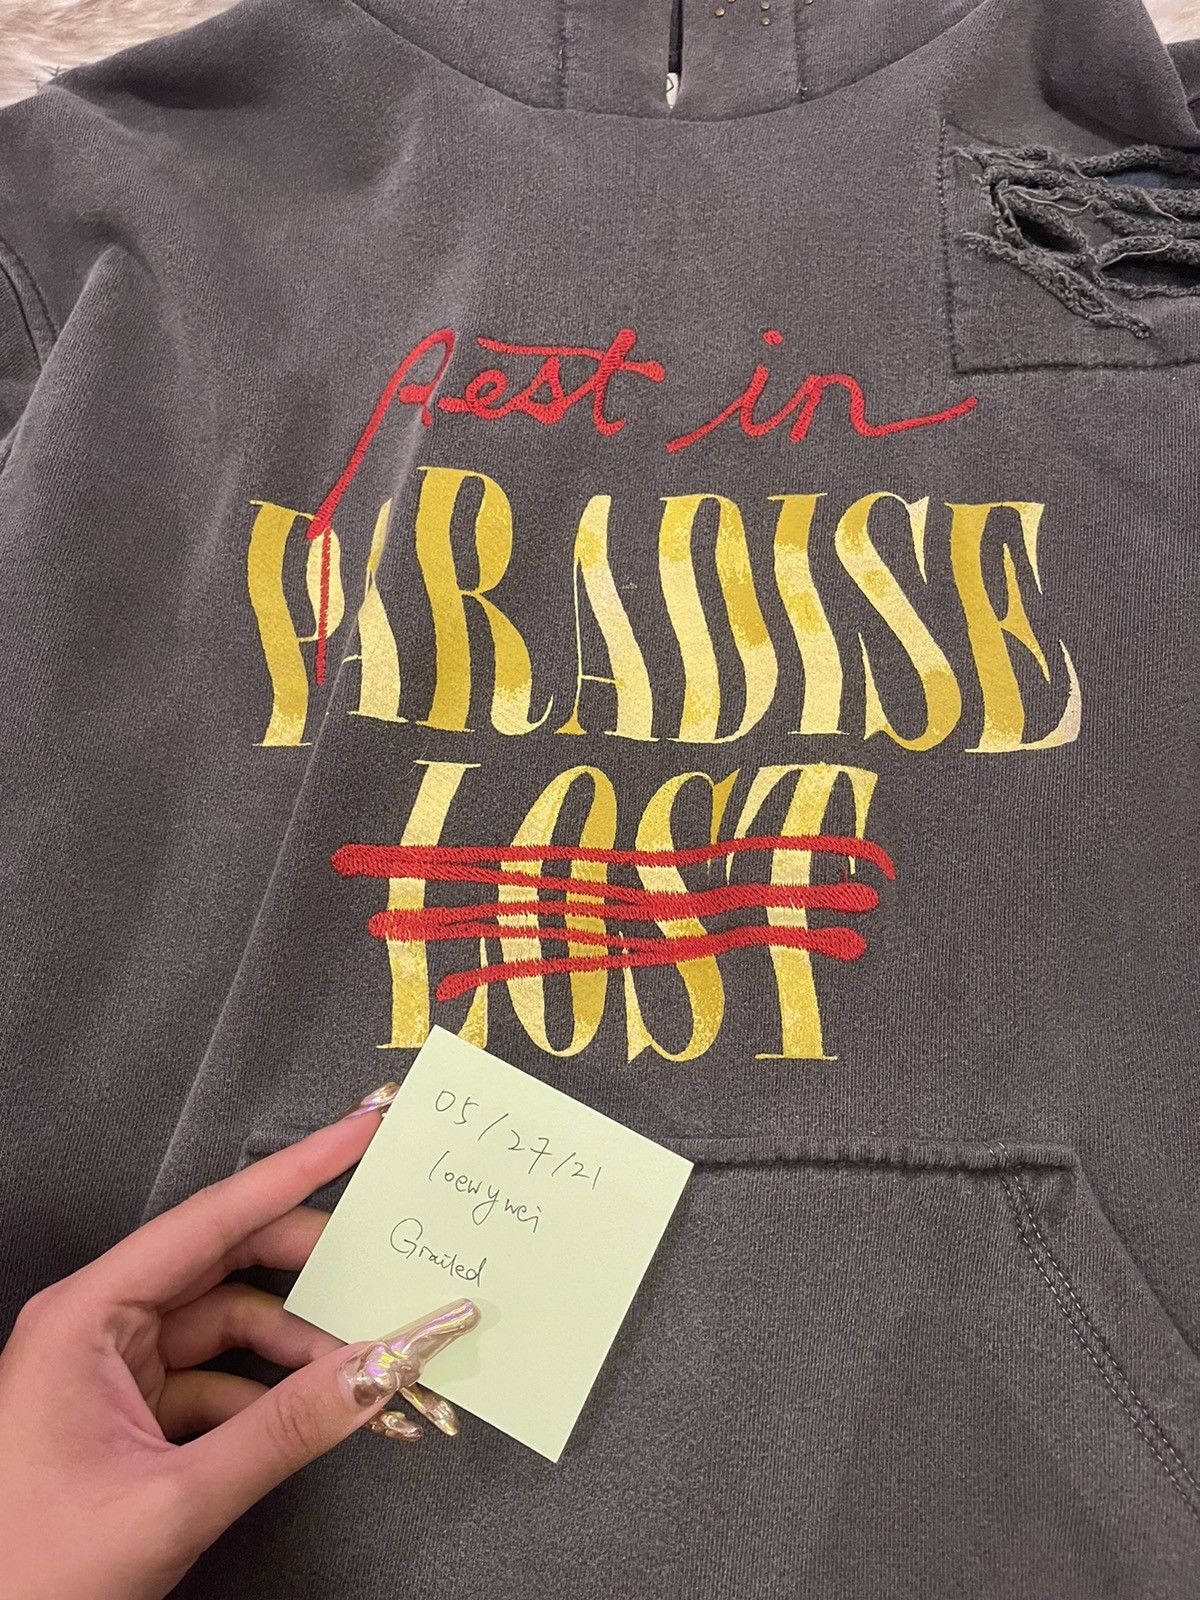 Rest in
PARADISE
LOST
05/27/21
loewywei
Grailed